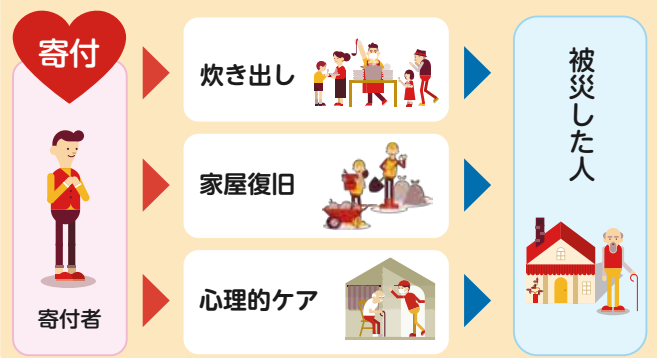 寄付
寄付者
炊き出し
家屋復旧
心理的ケア
被災した人